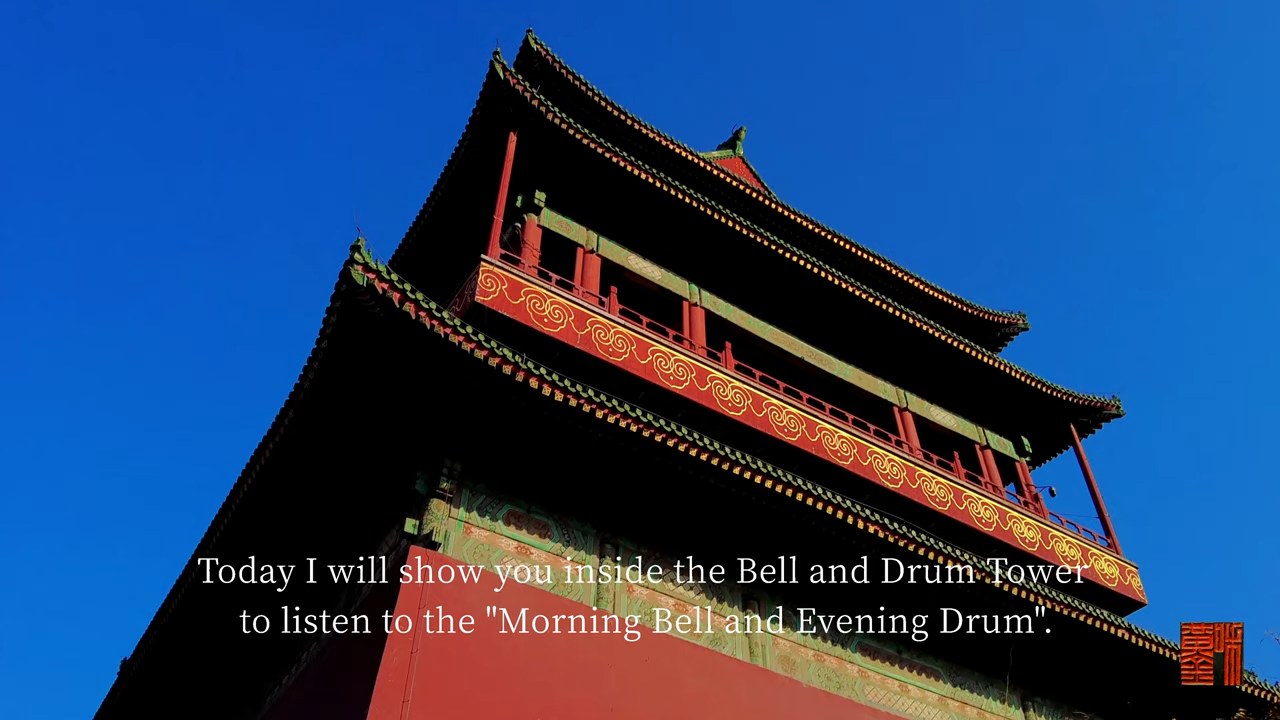 Today I will show you inside the Bell and Drum Tower
to listen to the "Morning Bell and Evening Drum".